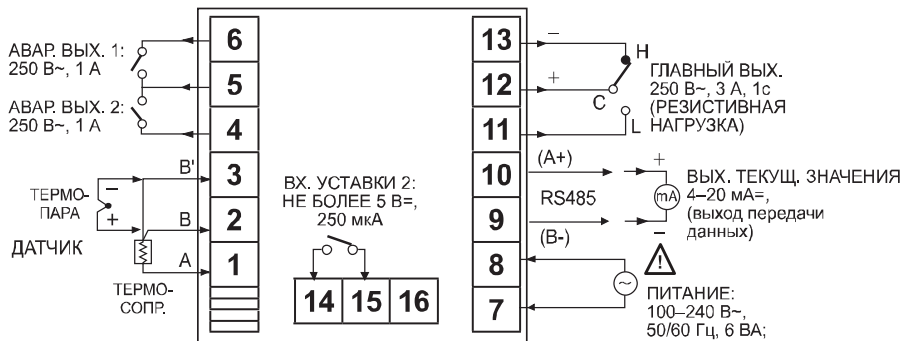 АВАР. ВЫХ. 1:
250 В~, 1 А
АВАР. ВЫХ. 2:
250 В~, 1 А
6
5
4
3
2
1
B'
B
A
ТЕРМО-
ПАРА
−
+
ДАТЧИК
ТЕРМО-
СОПР.
ВХ. УСТАВКИ 2:
НЕ БОЛЕЕ 5 В=,
250 мкА
14 15 16
13
12
11
10
9
8
7
−
+
H
C
L
ГЛАВНЫЙ ВЫХ.
250 В~, 3 А, 1с
(РЕЗИСТИВНАЯ
НАГРУЗКА)
(A+)
RS485
(B-)
+
mA
−
ВЫХ. ТЕКУЩ. ЗНАЧЕНИЯ
4–20 мА=,
(выход передачи
данных)
!
~
ПИТАНИЕ:
100–240 В~,
50/60 Гц, 6 ВА;